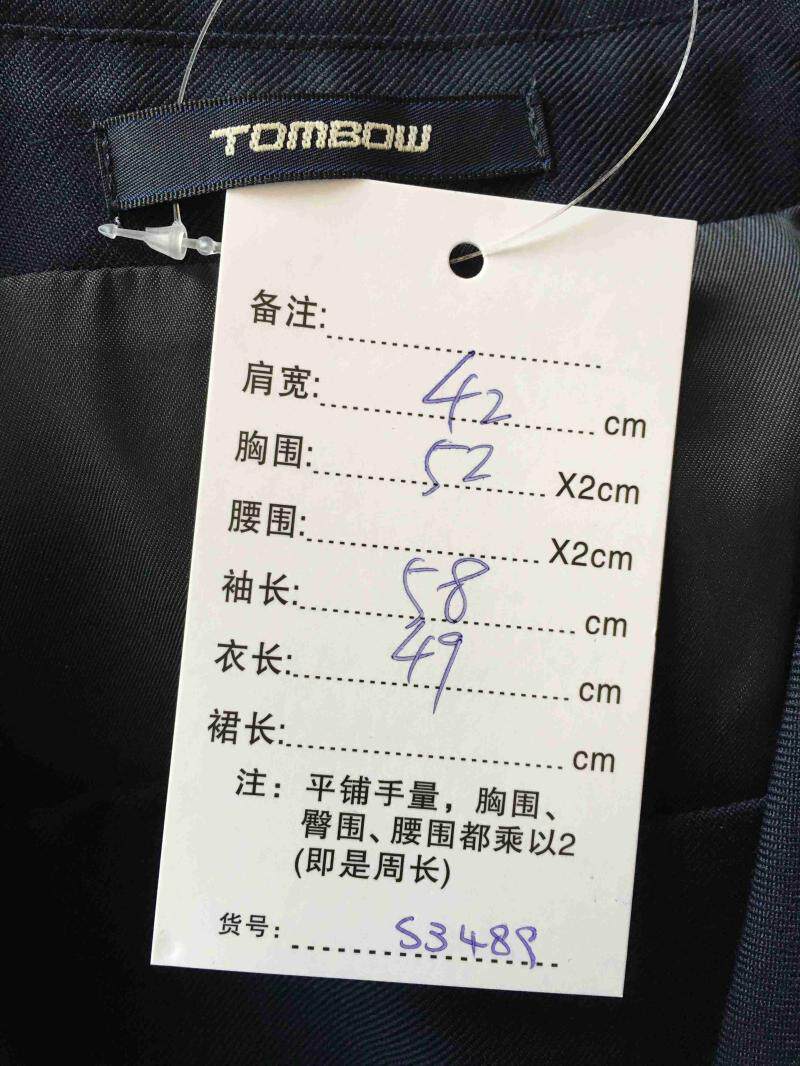 TOMBOW
备注:
肩宽: 42 cm
胸围: 52 X2cm
腰围: X2cm
袖长: 58 cm
衣长: 49 cm
裙长: cm
注：平铺手量，胸围、
臀围、腰围都乘以2
(即是周长)
货号: S3489